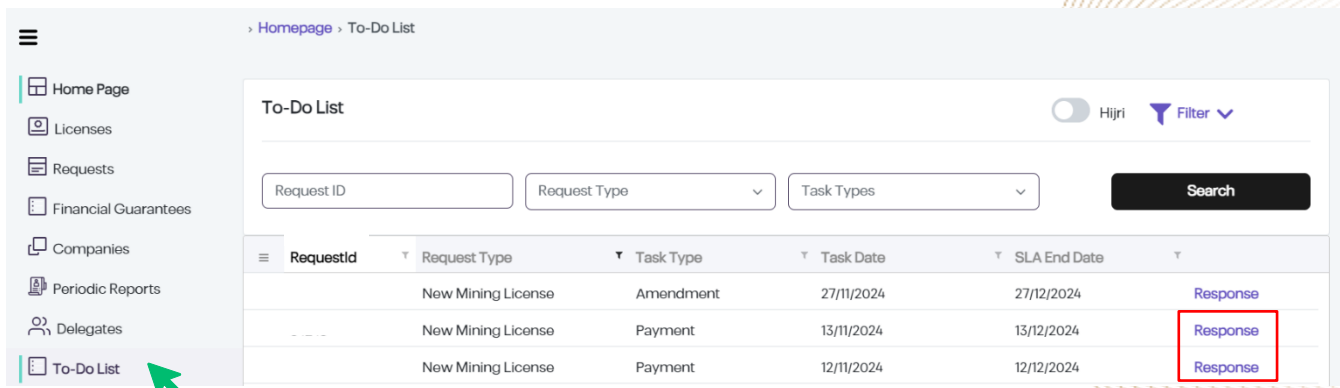 › Homepage › To-Do List
Home Page
Licenses
Requests
Financial Guarantees
Companies
Periodic Reports
Delegates
To-Do List
To-Do List
Hijri Filter
Request ID Request Type Task Types Search
RequestId Request Type Task Type Task Date SLA End Date
New Mining License Amendment 27/11/2024 27/12/2024 Response
New Mining License Payment 13/11/2024 13/12/2024 Response
New Mining License Payment 12/11/2024 12/12/2024 Response